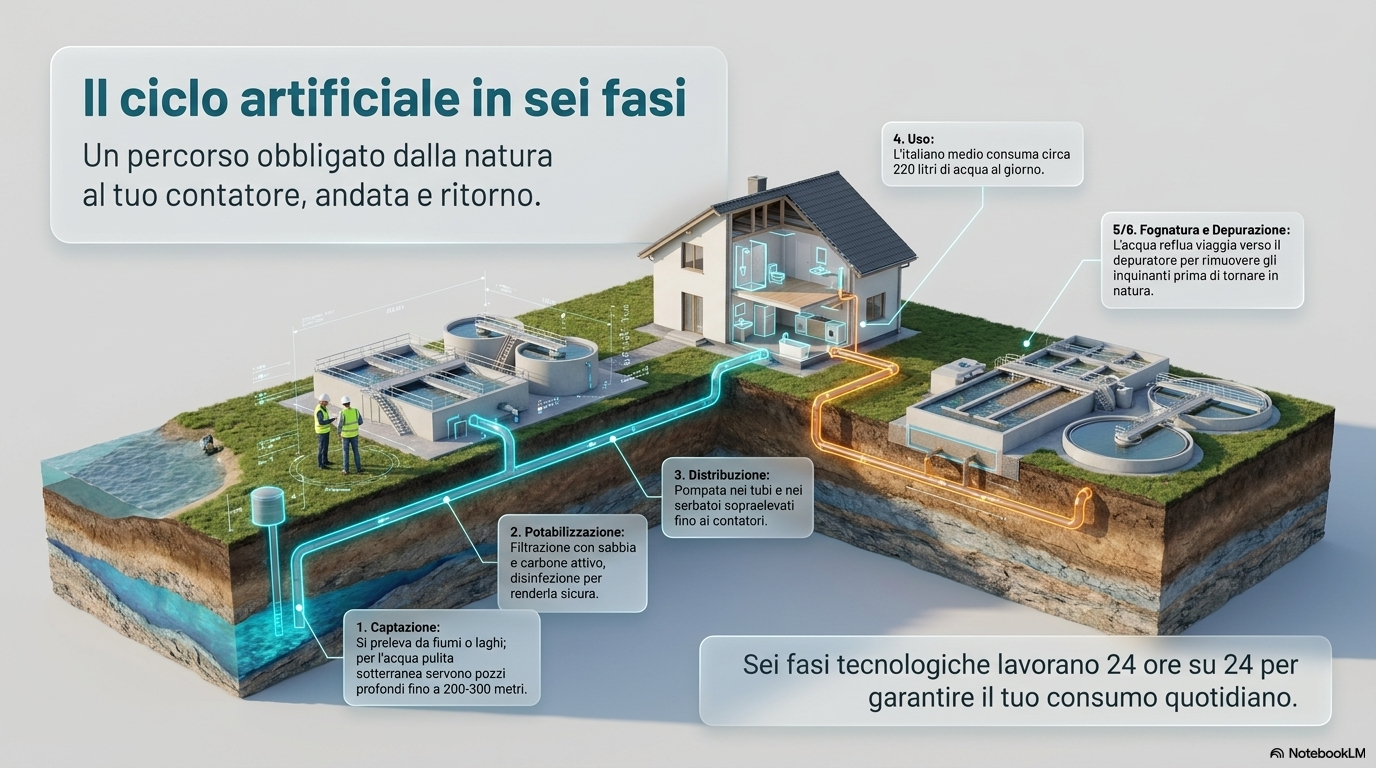 Il ciclo artificiale in sei fasi
Un percorso obbligato dalla natura
al tuo contatore, andata e ritorno.
4. Uso:
L'italiano medio consuma circa
220 litri di acqua al giorno.
5/6. Fognatura e Depurazione:
L'acqua reflua viaggia verso il
depuratore per rimuovere gli
inquinanti prima di tornare in
natura.
3. Distribuzione:
Pompata nei tubi e nei
serbatoi sopraelevati
fino ai contatori.
2. Potabilizzazione:
Filtrazione con sabbia
e carbone attivo,
disinfezione per
renderla sicura.
1. Captazione:
Si preleva da fiumi o laghi;
per l'acqua pulita
sotterranea servono pozzi
profondi fino a 200-300 metri.
Sei fasi tecnologiche lavorano 24 ore su 24 per
garantire il tuo consumo quotidiano.
NotebookLM